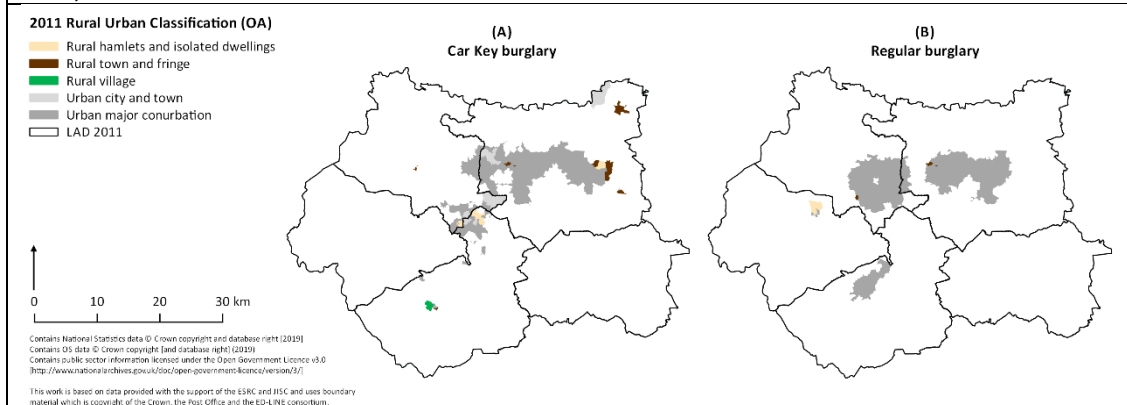 2011 Rural Urban Classification (OA)
Rural hamlets and isolated dwellings
Rural town and fringe
Rural village
Urban city and town
Urban major conurbation
LAD 2011
(A)
Car Key burglary
(B)
Regular burglary
0 10 20 30 km
Contains National Statistics data © Crown copyright and database right [2019]
Contains OS data © Crown copyright [and database right] (2019)
Contains public sector information licensed under the Open Government Licence v3.0
[http://www.nationalarchives.gov.uk/doc/open-government-licence/version/3/]
This work is based on data provided with the support of the ESRC and JISC and uses boundary
material which is copyright of the Crown, the Post Office and the ED-LINE consortium.